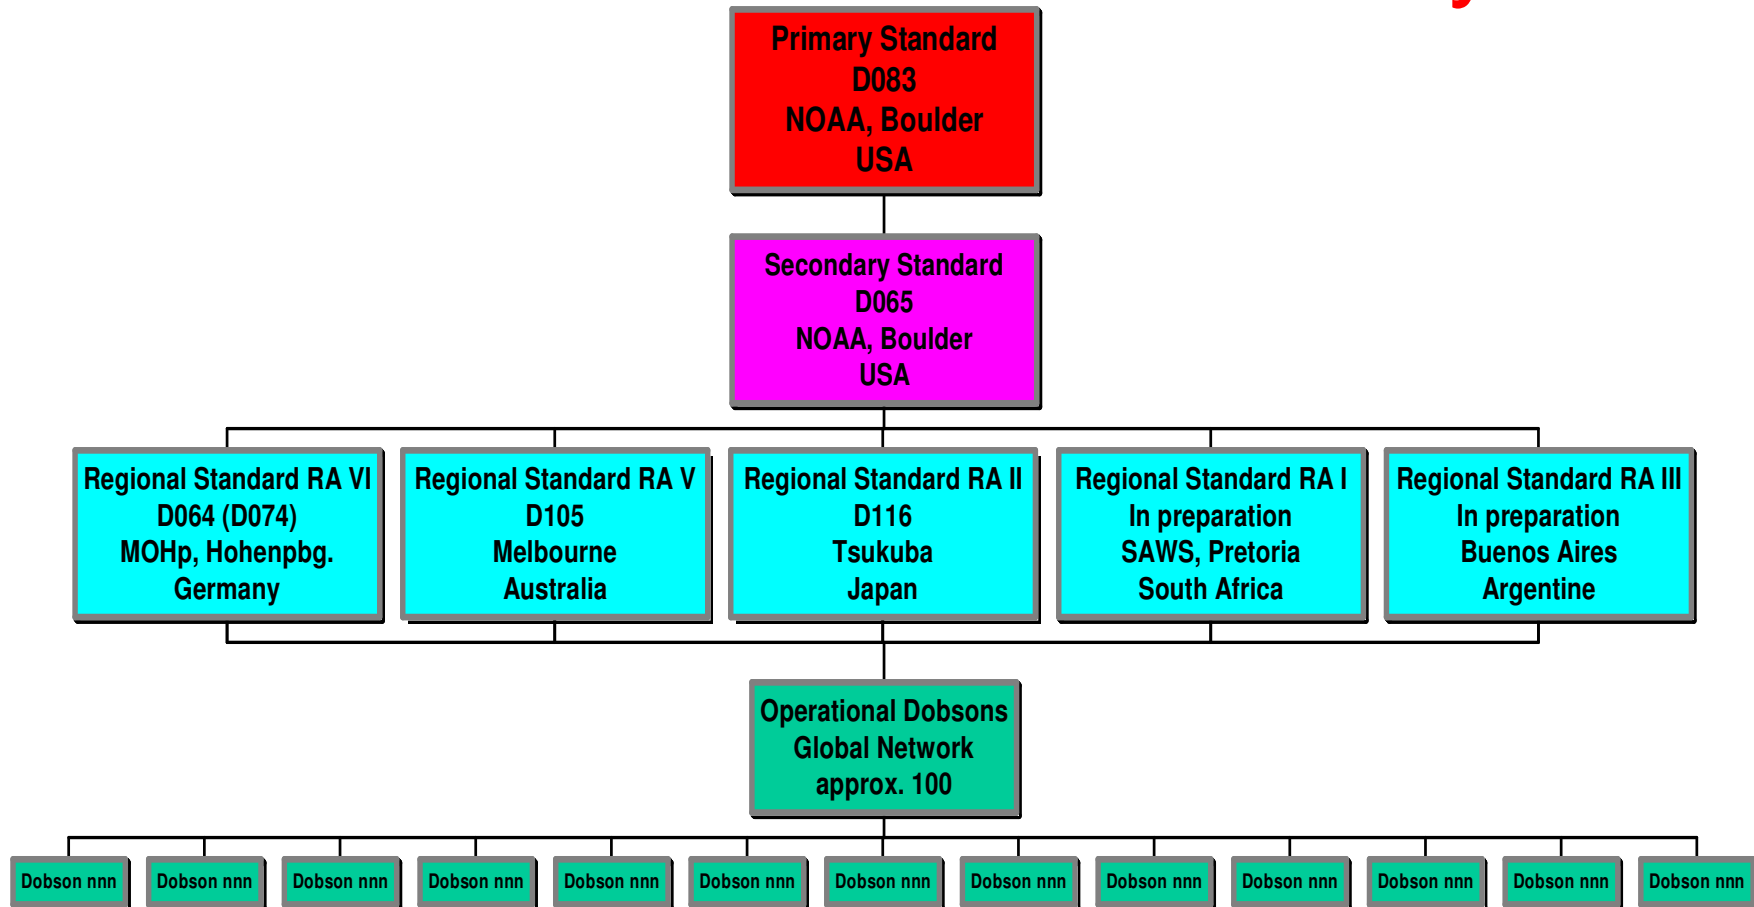 Primary Standard
D083
NOAA, Boulder
USA
Secondary Standard
D065
NOAA, Boulder
USA
Regional Standard RA VI
D064 (D074)
MOHp, Hohenpbg.
Germany
Regional Standard RA V
D105
Melbourne
Australia
Regional Standard RA II
D116
Tsukuba
Japan
Regional Standard RA I
In preparation
SAWS, Pretoria
South Africa
Regional Standard RA III
In preparation
Buenos Aires
Argentine
Operational Dobsons
Global Network
approx. 100
Dobson nnn
Dobson nnn
Dobson nnn
Dobson nnn
Dobson nnn
Dobson nnn
Dobson nnn
Dobson nnn
Dobson nnn
Dobson nnn
Dobson nnn
Dobson nnn
Dobson nnn